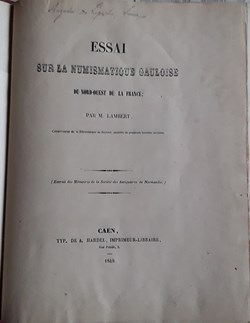 ESSAI
SUR LA NUMISMATIQUE GAULOISE
DU NORD-OUEST DE LA FRANCE;
PAR M. LAMBERT,
(Extrait des Mémoires de la Société des Antiquaires de Normandie)
CAEN,
TYP. DE A. HARDEL, IMPRIMEUR-LIBRAIRE,